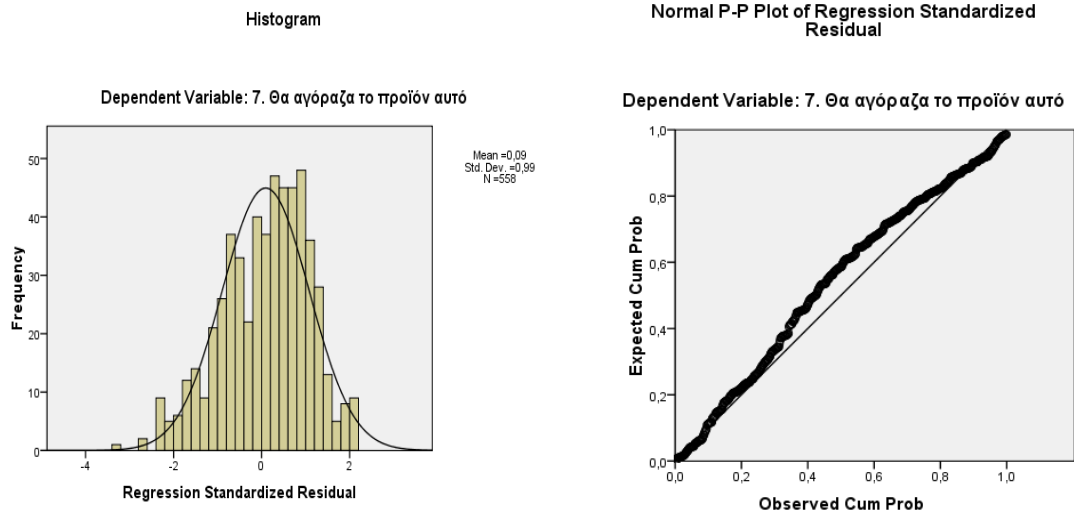 Histogram
Dependent Variable: 7. Θα αγόραζα το προϊόν αυτό
Mean =0,09
Std. Dev. =0,99
N =558
Frequency
50
40
30
20
10
0
-4
-2
0
2
Regression Standardized Residual
Normal P-P Plot of Regression Standardized
Residual
Dependent Variable: 7. Θα αγόραζα το προϊόν αυτό
Expected Cum Prob
1,0
0,8
0,6
0,4
0,2
0,0
0,0
0,2
0,4
0,6
0,8
1,0
Observed Cum Prob